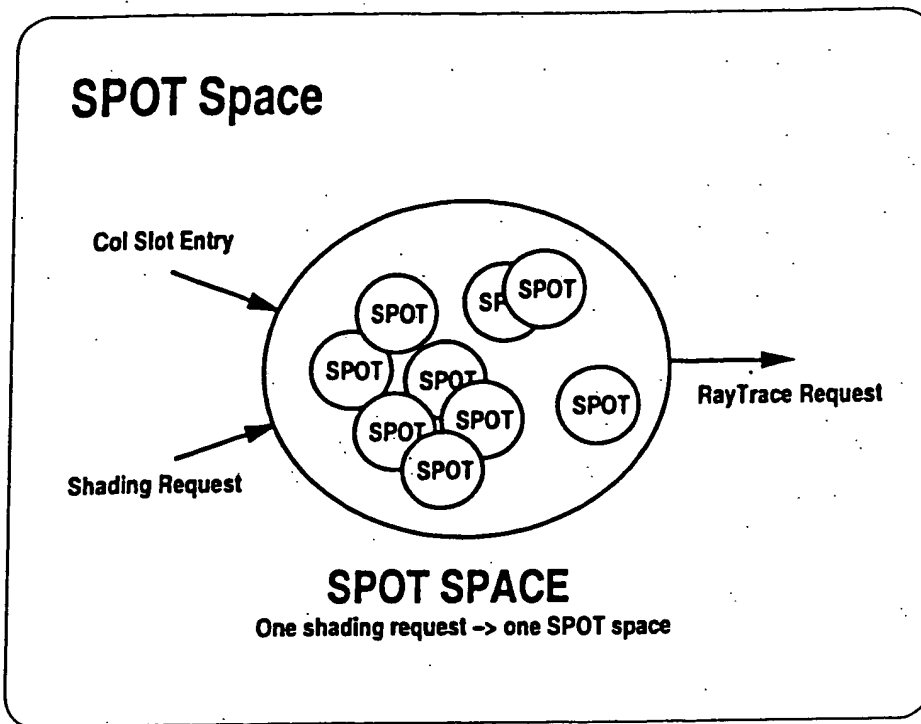 SPOT Space
Col Slot Entry
SPOT
SP
SPOT
SPOT
SPOT
SPOT
SPOT
SPOT
SPOT
RayTrace Request
Shading Request
SPOT SPACE
One shading request -> one SPOT space